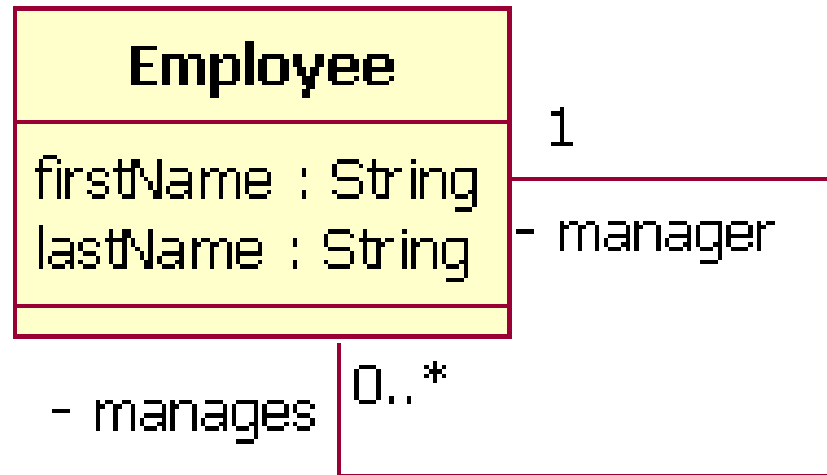 Employee
firstName : String
lastName : String
1
- manager
- manages
0..*